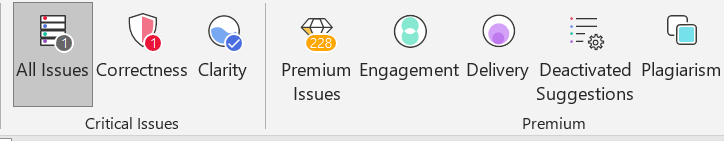 1 1 228
All Issues Correctness Clarity Premium Engagement Delivery Deactivated Plagiarism
Issues Suggestions
Critical Issues Premium